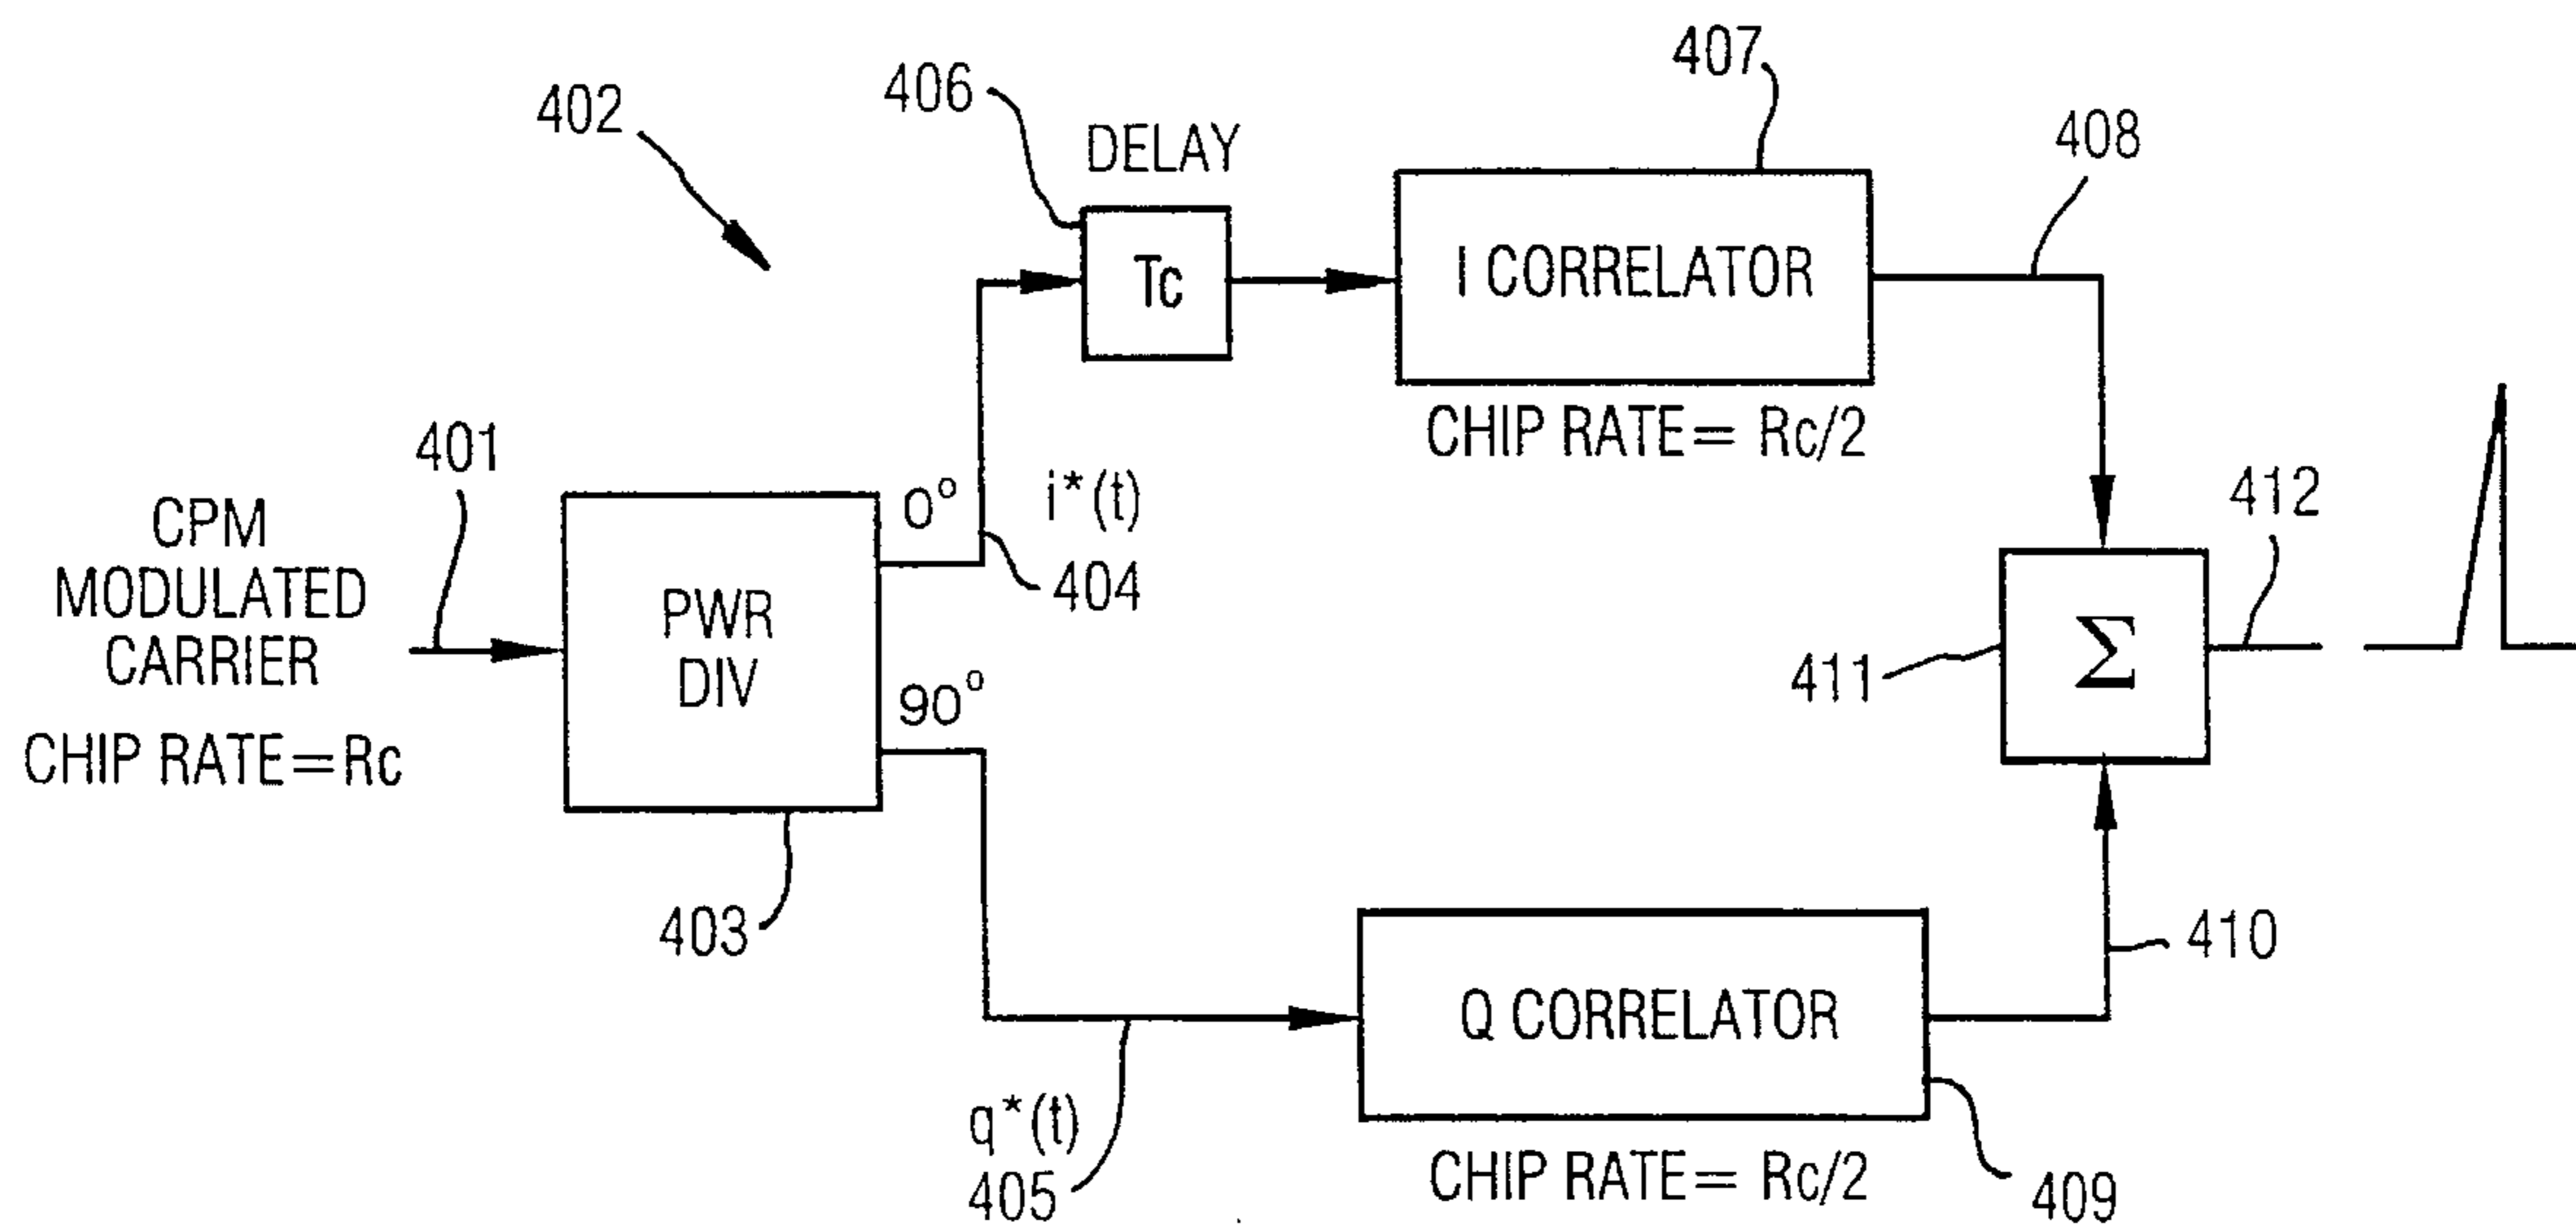 407
402
406
DELAY
408
Tc
I CORRELATOR
CHIP RATE= Rc/2
401
CPM
MODULATED
CARRIER
CHIP RATE=Rc
0°
i*(t)
404
PWR
DIV
90°
403
412
411
Σ
410
Q CORRELATOR
q*(t)
405
CHIP RATE= Rc/2
409